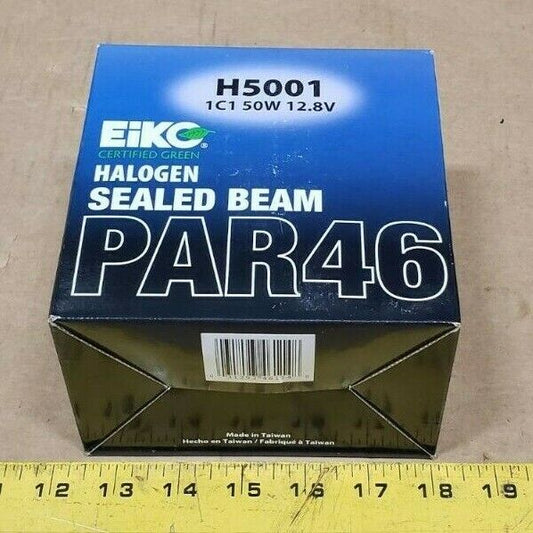 H5001
1C1 50W 12.8V
EiKO®
CERTIFIED GREEN
HALOGEN
SEALED BEAM
PAR46
Made in Taiwan
Hecho en Taiwan / Fabriqué à Taiwan
12 13 14 15 16 17 18 19